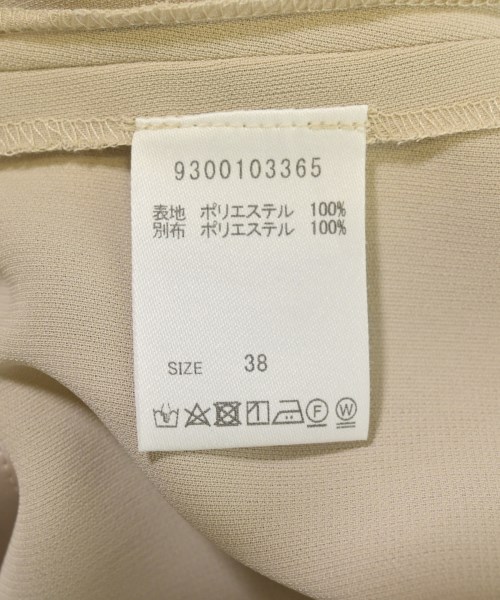 9300103365
表地 ポリエステル 100%
別布 ポリエステル 100%
SIZE 38
F W